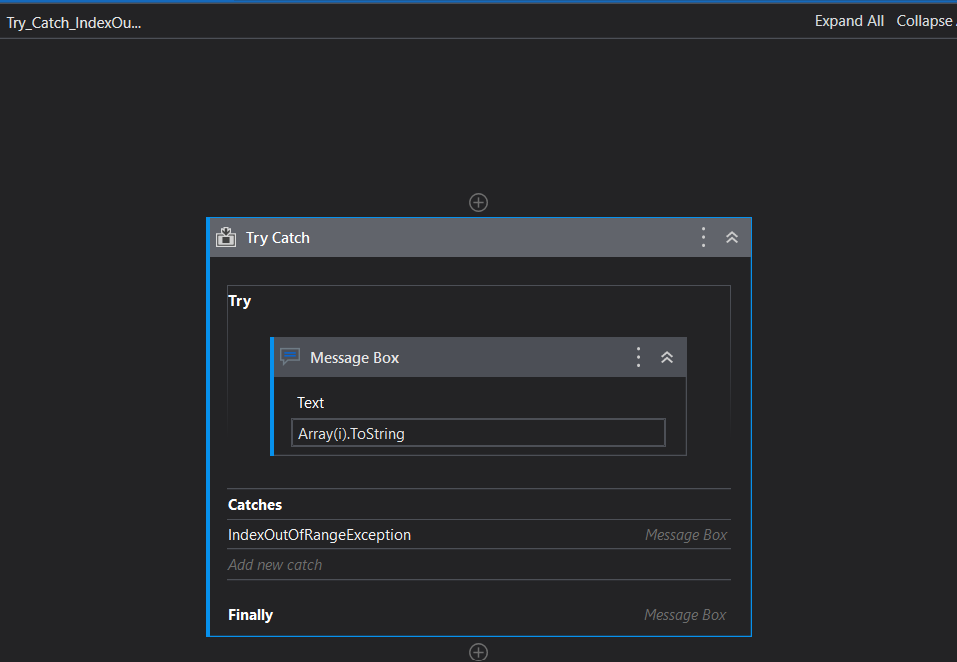 Try_Catch_IndexOu...
Expand All Collapse
Try Catch
Try
Message Box
Text
Array(i).ToString
Catches
IndexOutOfRangeException Message Box
Add new catch
Finally Message Box